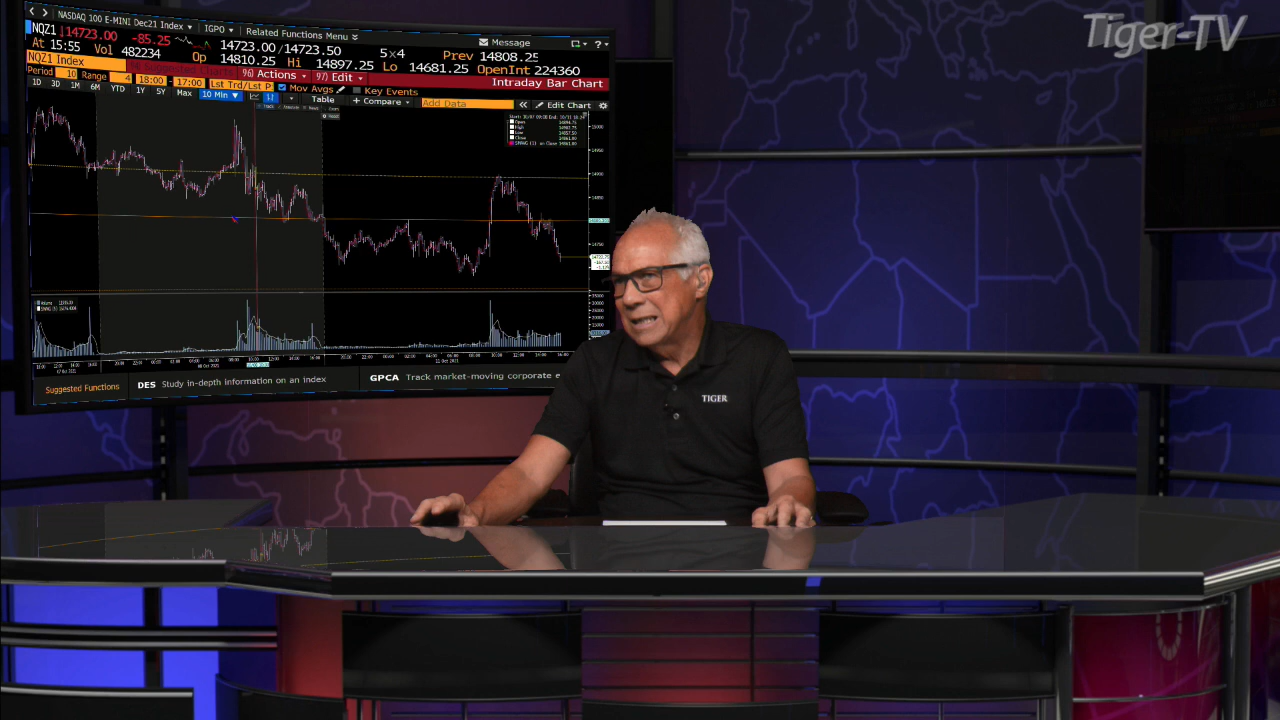 Tiger-TV
< > NASDAQ 100 E-MINI Dec21 Index IGPO Related Functions Menu
Message
NQZ1 14723.00 -85.25 14723.00/14723.50 5×4 Prev 14808.25
At 15:55 Vol 482234 Op 14810.25 Hi 14897.25 Lo 14681.25 OpenInt 224360
NQZ1 Index 96) Actions 97) Edit Intraday Bar Chart
Period 10 Range 4 18:00 - 17:00 Lst Trd/Lst P Mov Avgs Key Events
1D 3D 1M 6M YTD 1Y 5Y Max 10 Min Table + Compare Add Data « Edit Chart
Suggested Functions DES Study in-depth information on an index GPCA Track market-moving corporate e
TIGER